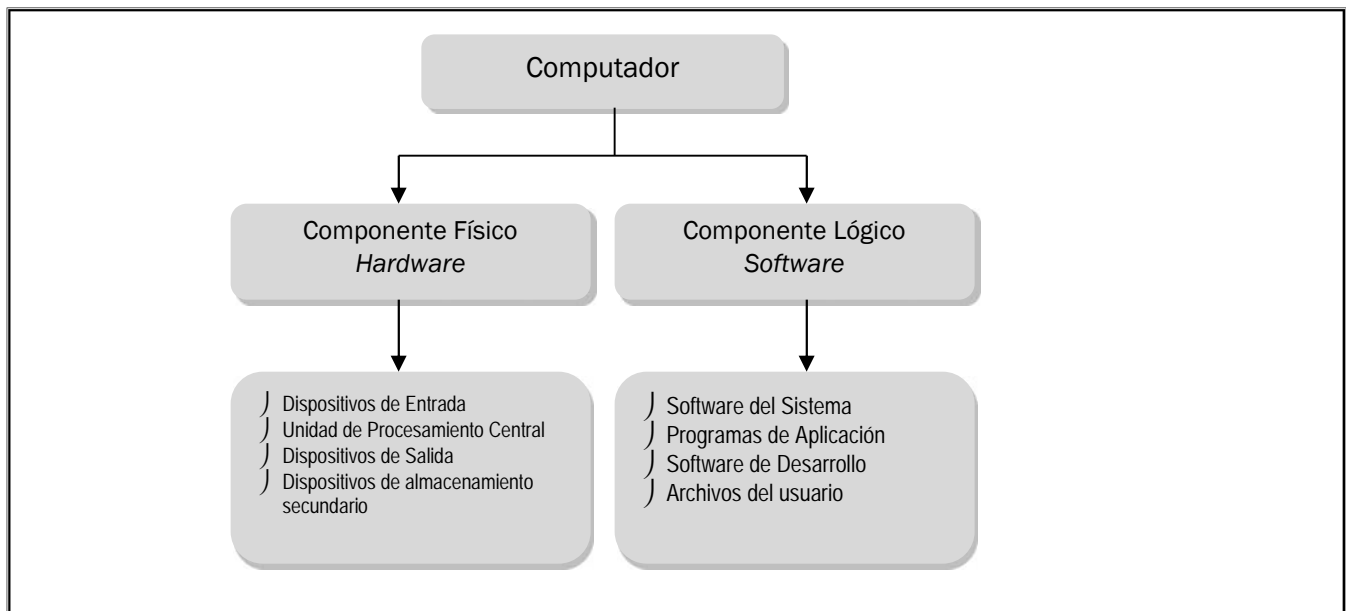 Computador
Componente Físico
Hardware
Componente Lógico
Software
Dispositivos de Entrada
Unidad de Procesamiento Central
Dispositivos de Salida
Dispositivos de almacenamiento
secundario
Software del Sistema
Programas de Aplicación
Software de Desarrollo
Archivos del usuario